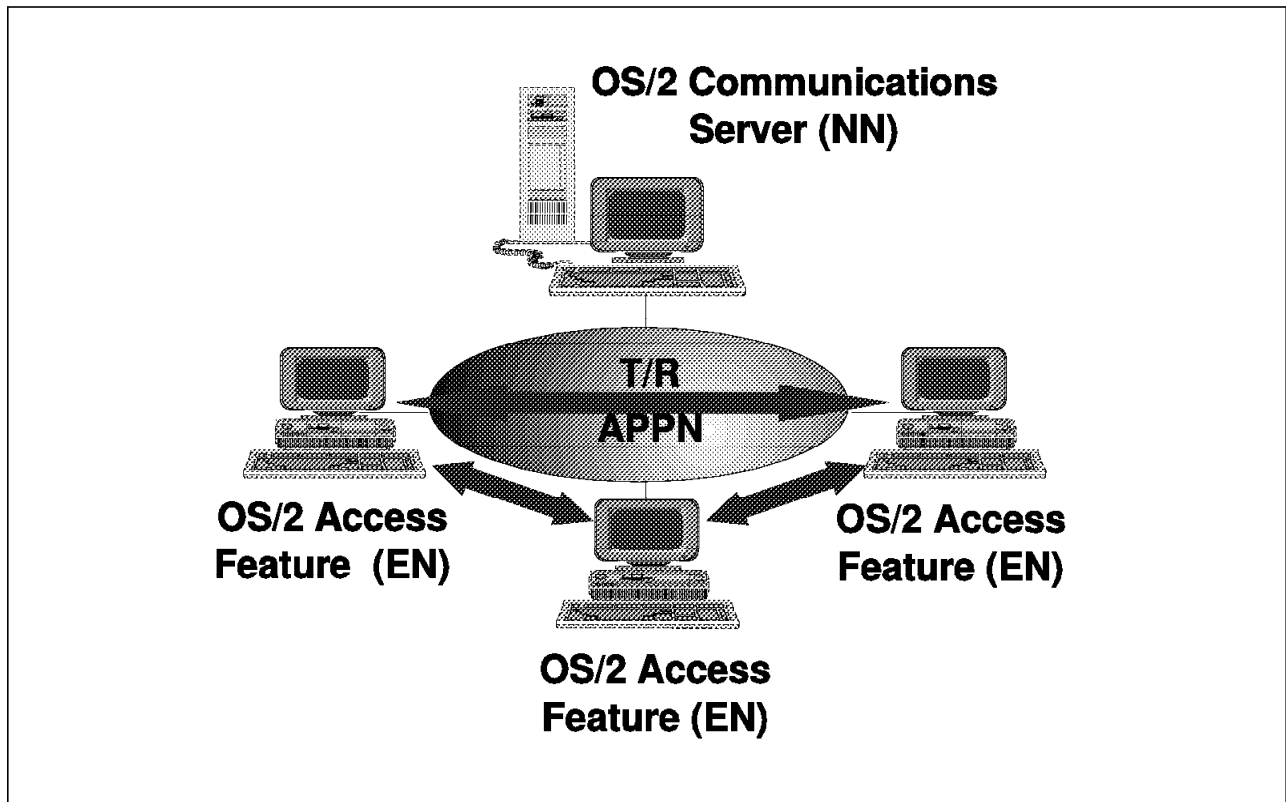 OS/2 Communications
Server (NN)
T/R
APPN
OS/2 Access
Feature (EN)
OS/2 Access
Feature (EN)
OS/2 Access
Feature (EN)